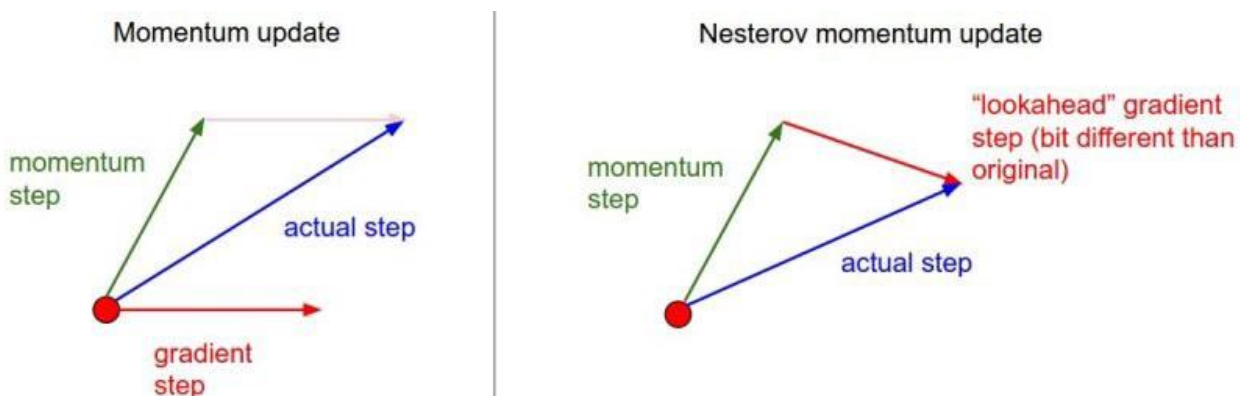 Momentum update
momentum
step
actual step
gradient
step
Nesterov momentum update
“lookahead” gradient
step (bit different than
original)
momentum
step
actual step